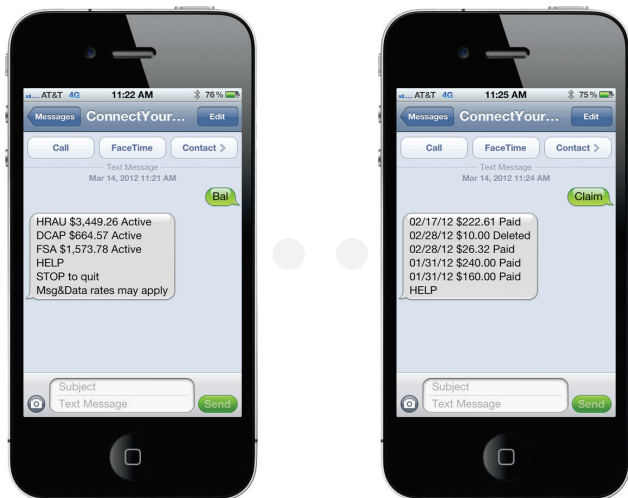 AT&T 4G 11:22 AM 76%
Messages ConnectYour... Edit
Call FaceTime Contact
Text Message
Mar 14, 2012 11:21 AM
Bal
HRAU $3,449.26 Active
DCAP $664.57 Active
FSA $1,573.78 Active
HELP
STOP to quit
Msg&Data rates may apply
Subject
Text Message Send
AT&T 4G 11:25 AM 75%
Messages ConnectYour... Edit
Call FaceTime Contact
Text Message
Mar 14, 2012 11:24 AM
Claim
02/17/12 $222.61 Paid
02/28/12 $10.00 Deleted
02/28/12 $26.32 Paid
01/31/12 $240.00 Paid
01/31/12 $160.00 Paid
HELP
Subject
Text Message Send